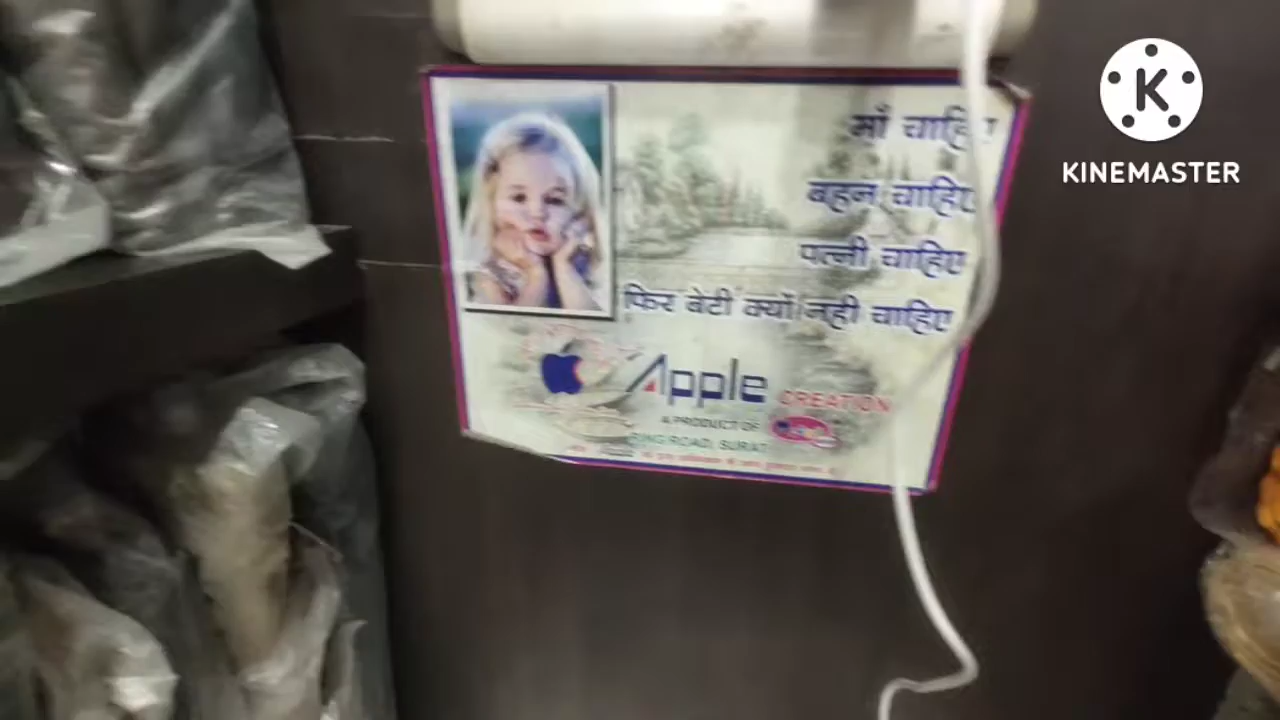 माँ चाहिए
बहन चाहिए
पत्नी चाहिए
फिर बेटी क्यों नही चाहिए
Apple CREATION
A PRODUCT OF
RING ROAD, SURAT
K
KINEMASTER